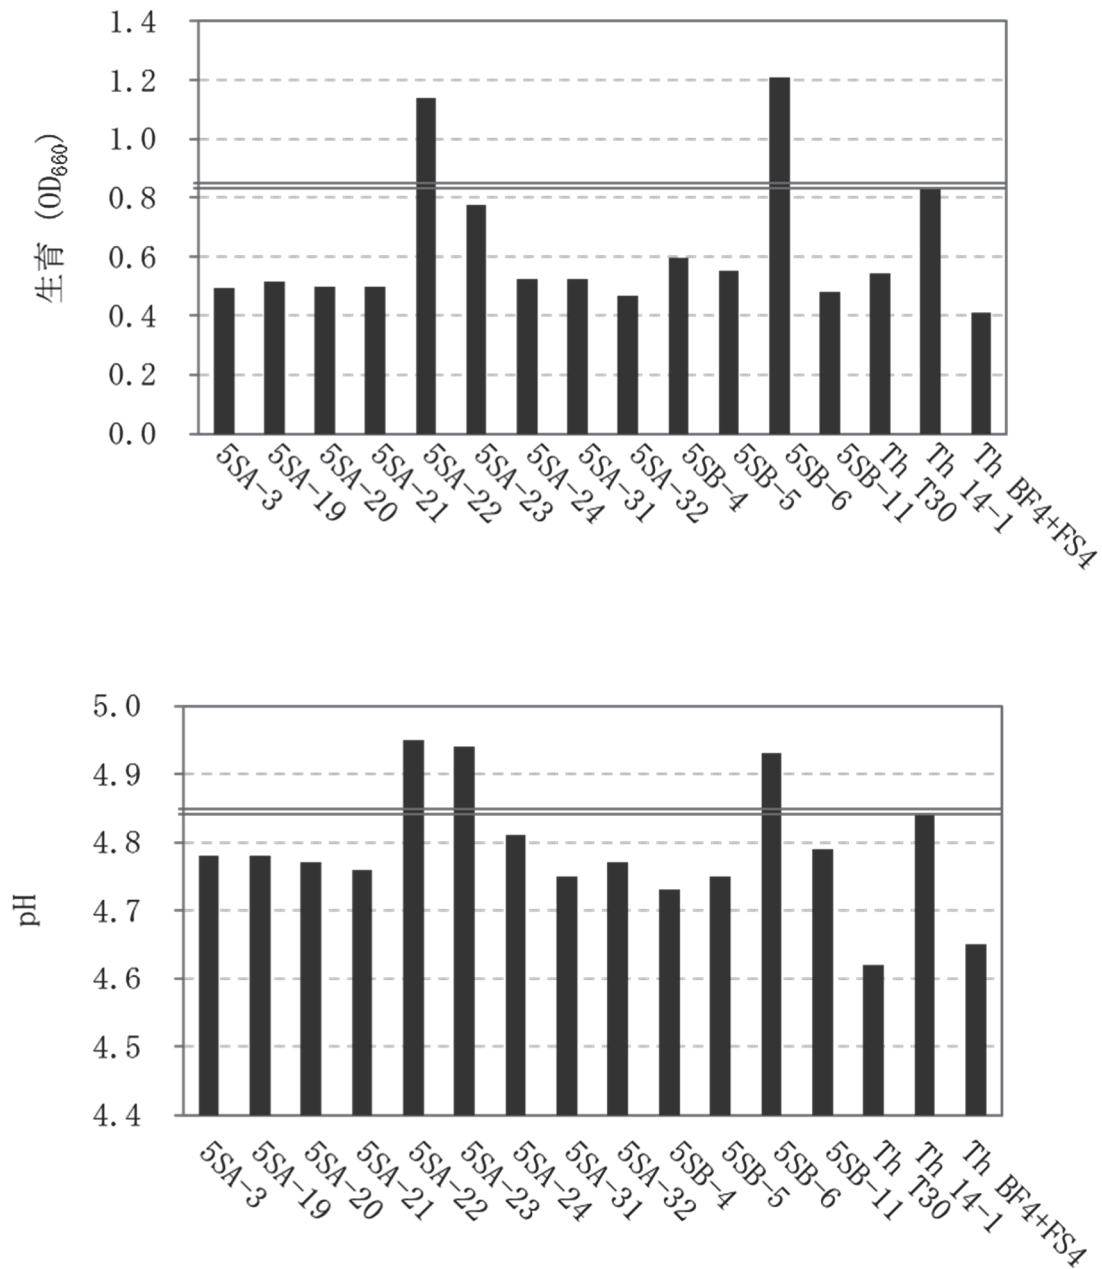 1.4
1.2
1.0
0.8
0.6
0.4
0.2
0.0
生育 (OD660)
5SA-3
5SA-19
5SA-20
5SA-21
5SA-22
5SA-23
5SA-24
5SA-31
5SA-32
5SB-4
5SB-5
5SB-6
5SB-11
Th T30
Th 14-1
Th BF4+FS4
5.0
4.9
4.8
4.7
4.6
4.5
4.4
pH
5SA-3
5SA-19
5SA-20
5SA-21
5SA-22
5SA-23
5SA-24
5SA-31
5SA-32
5SB-4
5SB-5
5SB-6
5SB-11
Th T30
Th 14-1
Th BF4+FS4